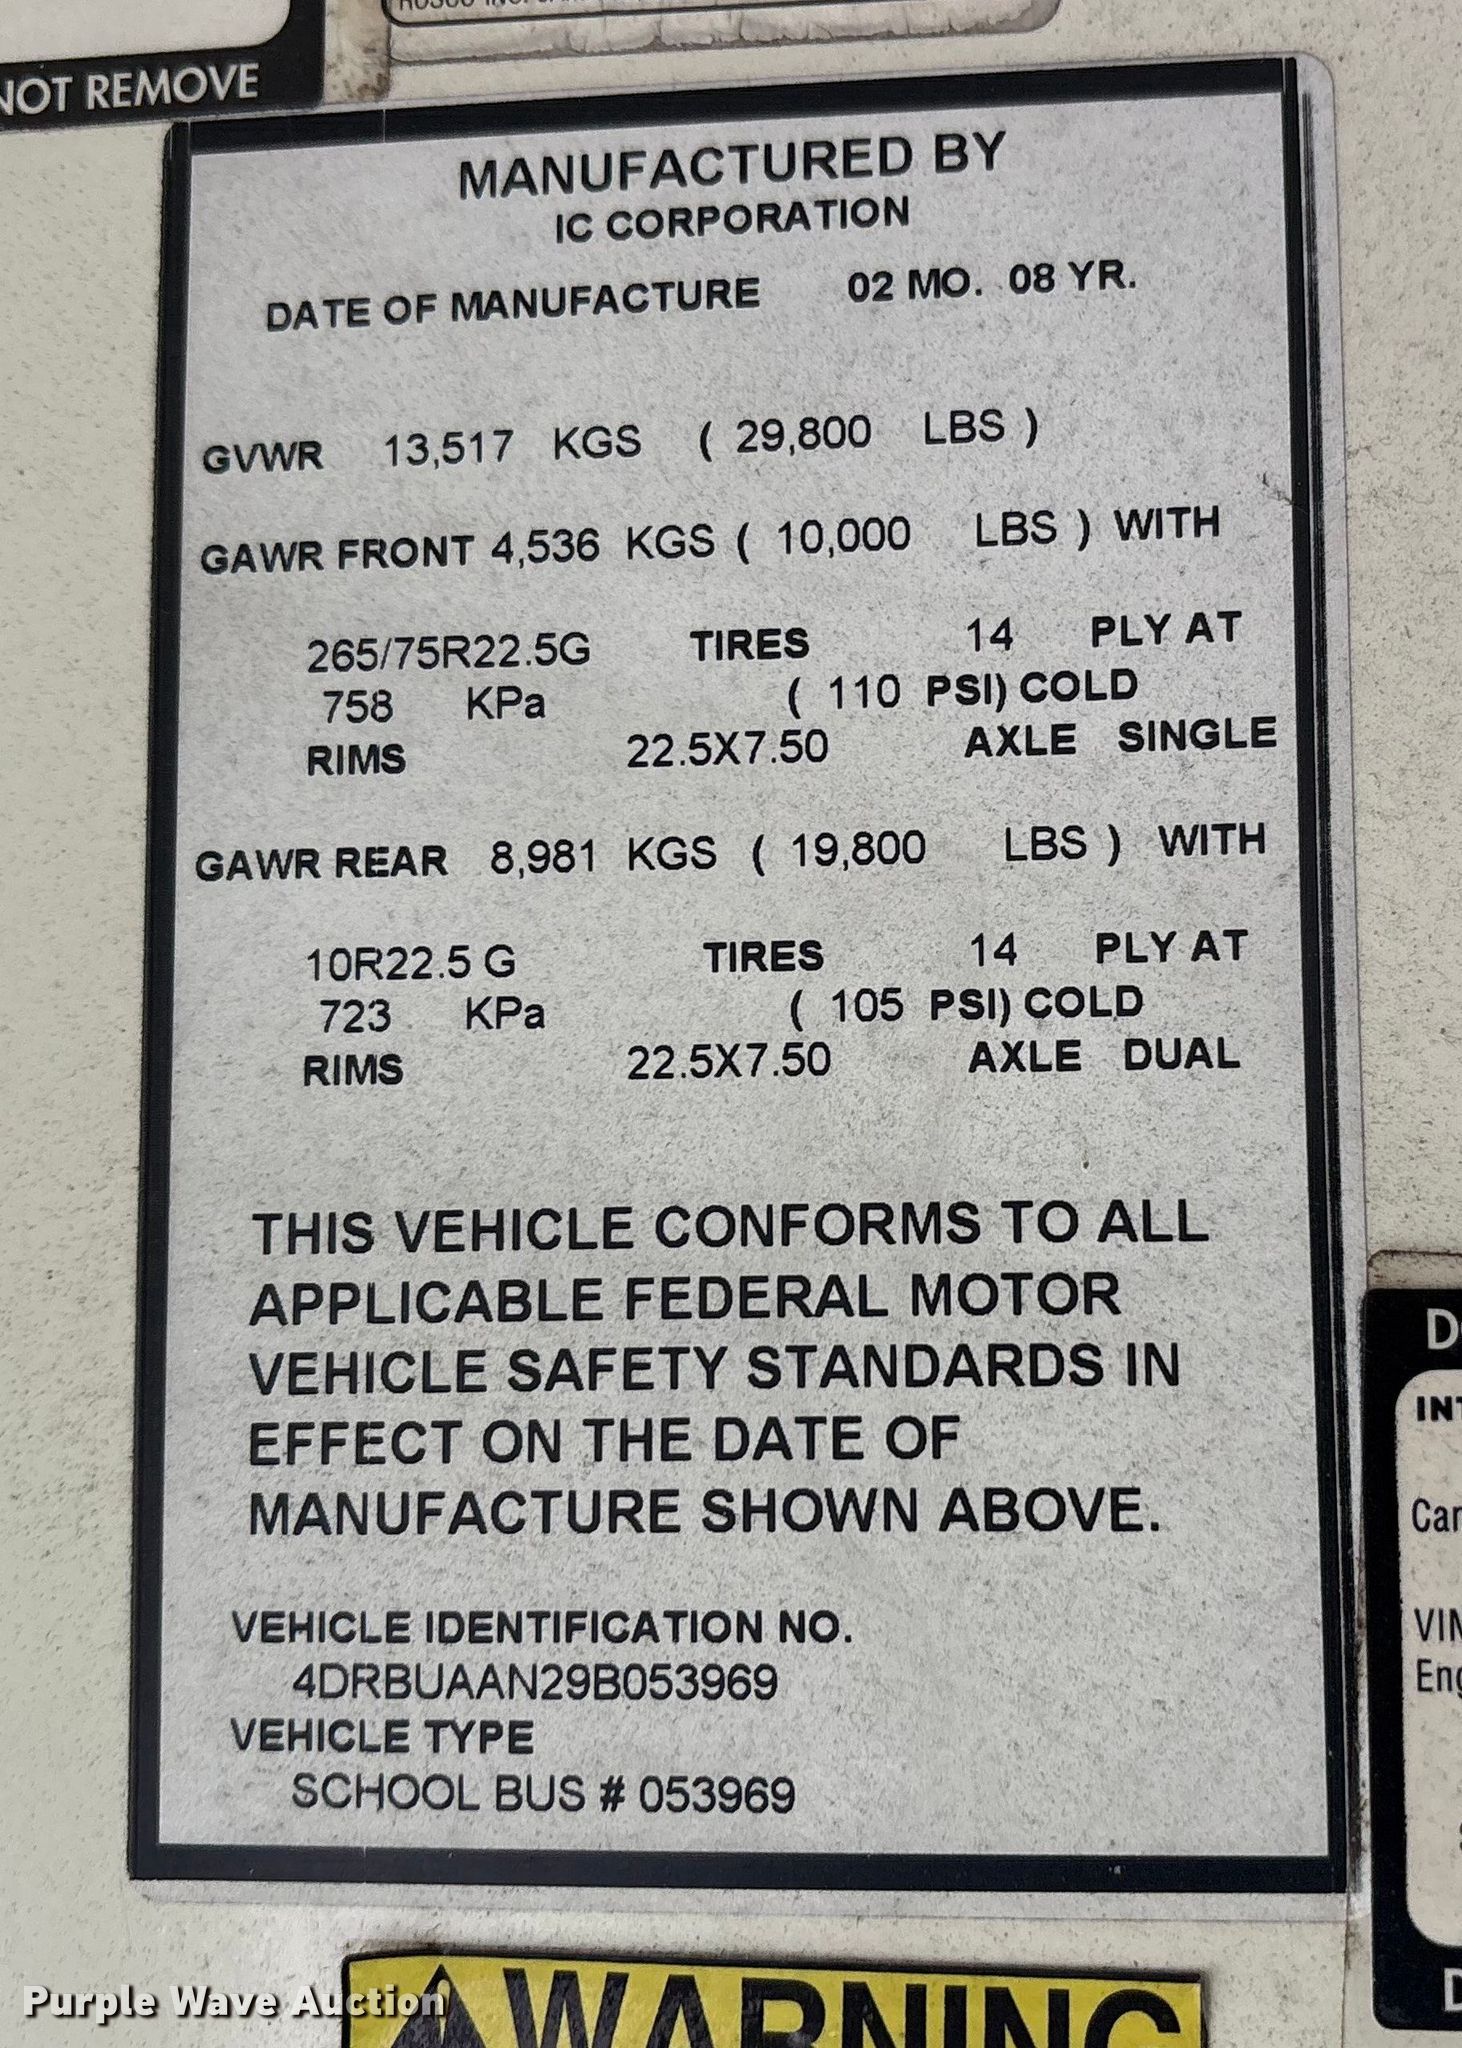 NOT REMOVE
MANUFACTURED BY
IC CORPORATION
DATE OF MANUFACTURE 02 MO. 08 YR.
GVWR 13,517 KGS ( 29,800 LBS )
GAWR FRONT 4,536 KGS ( 10,000 LBS ) WITH
265/75R22.5G TIRES 14 PLY AT
758 KPa ( 110 PSI) COLD
RIMS 22.5X7.50 AXLE SINGLE
GAWR REAR 8,981 KGS ( 19,800 LBS ) WITH
10R22.5 G TIRES 14 PLY AT
723 KPa ( 105 PSI) COLD
RIMS 22.5X7.50 AXLE DUAL
THIS VEHICLE CONFORMS TO ALL
APPLICABLE FEDERAL MOTOR
VEHICLE SAFETY STANDARDS IN
EFFECT ON THE DATE OF
MANUFACTURE SHOWN ABOVE.
VEHICLE IDENTIFICATION NO.
4DRBUAAN29B053969
VEHICLE TYPE
SCHOOL BUS # 053969
WARNING
Purple Wave Auction